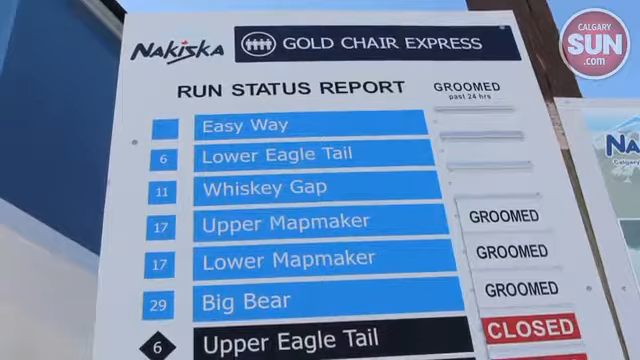 NAKISKA
GOLD CHAIR EXPRESS
CALGARY
SUN
.com
RUN STATUS REPORT
GROOMED
past 24 hrs
Easy Way
6 Lower Eagle Tail
11 Whiskey Gap
17 Upper Mapmaker GROOMED
17 Lower Mapmaker GROOMED
29 Big Bear GROOMED
6 Upper Eagle Tail CLOSED